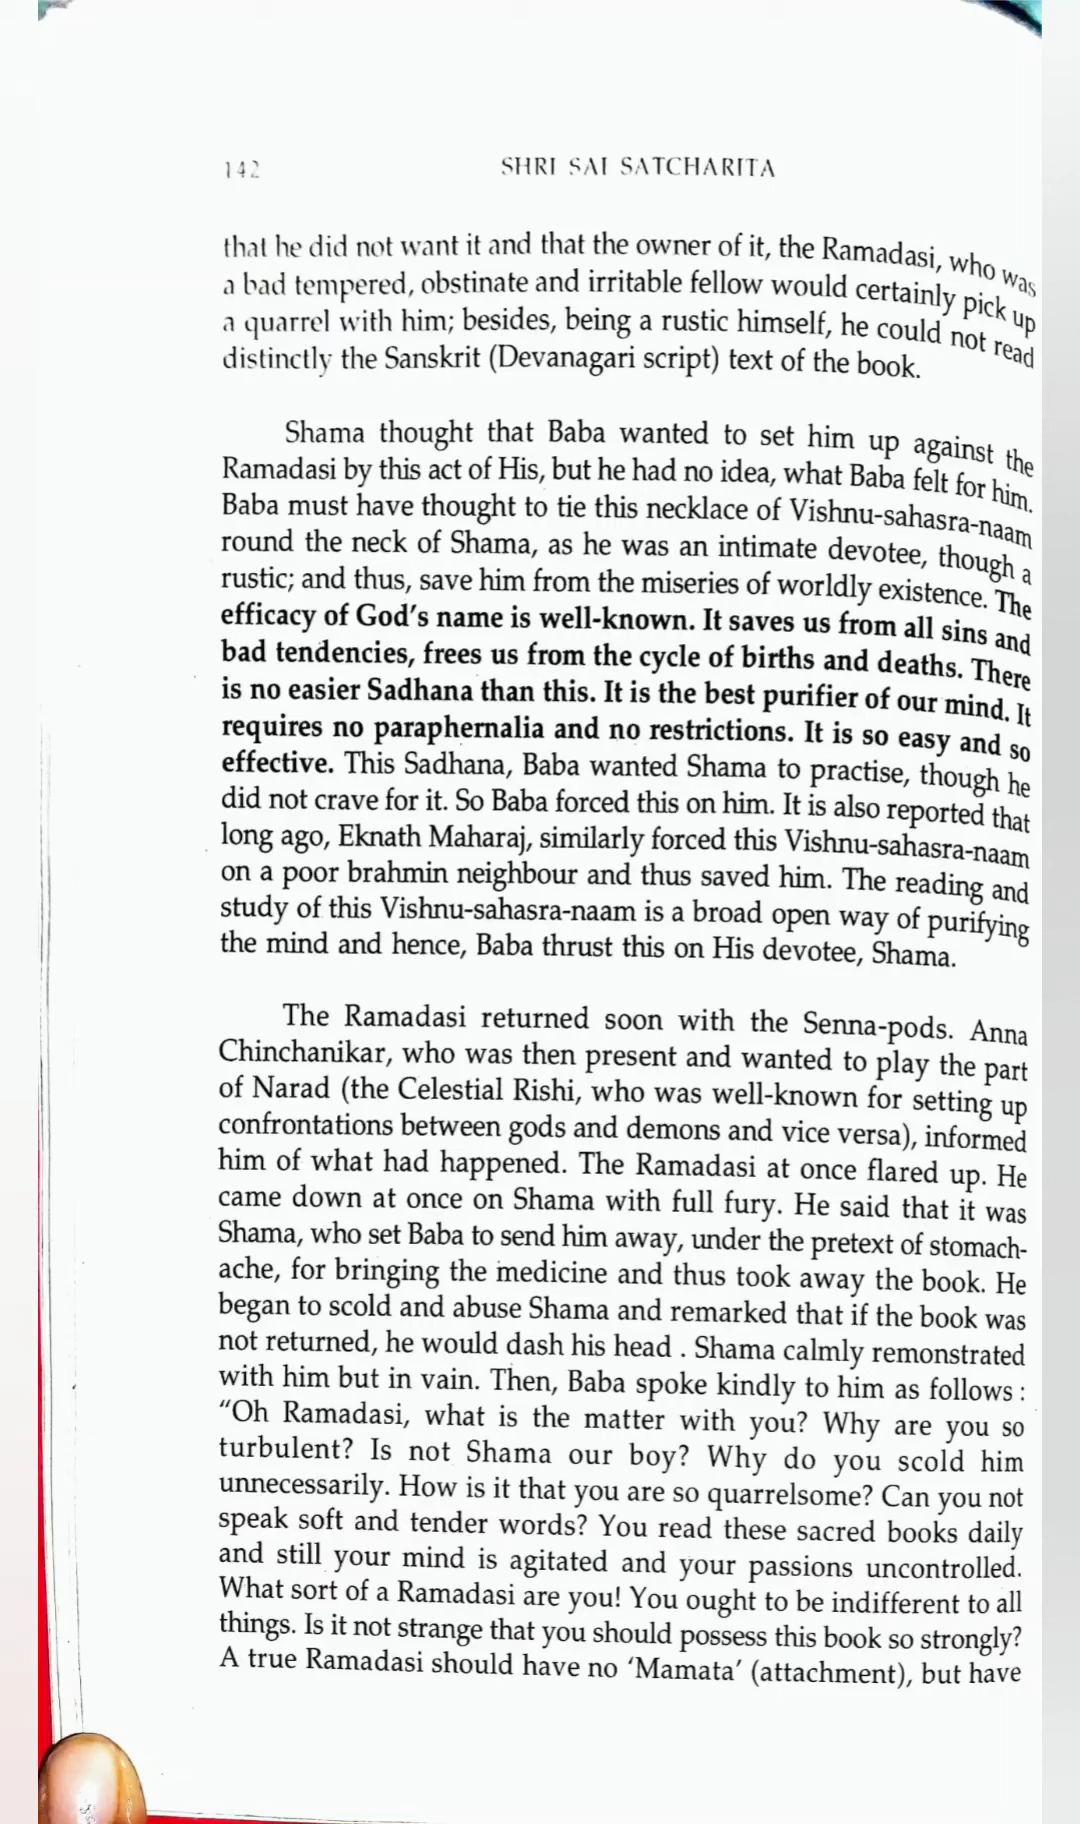 142
SHRI SAI SATCHARITA
that he did not want it and that the owner of it, the Ramadasi, who was
a bad tempered, obstinate and irritable fellow would certainly pick up
a quarrel with him; besides, being a rustic himself, he could not read
distinctly the Sanskrit (Devanagari script) text of the book.
Shama thought that Baba wanted to set him up against the
Ramadasi by this act of His, but he had no idea, what Baba felt for him.
Baba must have thought to tie this necklace of Vishnu-sahasra-naam
round the neck of Shama, as he was an intimate devotee, though a
rustic; and thus, save him from the miseries of worldly existence. The
efficacy of God's name is well-known. It saves us from all sins and
bad tendencies, frees us from the cycle of births and deaths. There
is no easier Sadhana than this. It is the best purifier of our mind. It
requires no paraphernalia and no restrictions. It is so easy and so
effective. This Sadhana, Baba wanted Shama to practise, though he
did not crave for it. So Baba forced this on him. It is also reported that
long ago, Eknath Maharaj, similarly forced this Vishnu-sahasra-naam
on a poor brahmin neighbour and thus saved him. The reading and
study of this Vishnu-sahasra-naam is a broad open way of purifying
the mind and hence, Baba thrust this on His devotee, Shama.
The Ramadasi returned soon with the Senna-pods. Anna
Chinchanikar, who was then present and wanted to play the part
of Narad (the Celestial Rishi, who was well-known for setting up
confrontations between gods and demons and vice versa), informed
him of what had happened. The Ramadasi at once flared up. He
came down at once on Shama with full fury. He said that it was
Shama, who set Baba to send him away, under the pretext of stomach-
ache, for bringing the medicine and thus took away the book. He
began to scold and abuse Shama and remarked that if the book was
not returned, he would dash his head . Shama calmly remonstrated
with him but in vain. Then, Baba spoke kindly to him as follows :
"Oh Ramadasi, what is the matter with you? Why are you so
turbulent? Is not Shama our boy? Why do you scold him
unnecessarily. How is it that you are so quarrelsome? Can you not
speak soft and tender words? You read these sacred books daily
and still your mind is agitated and your passions uncontrolled.
What sort of a Ramadasi are you! You ought to be indifferent to all
things. Is it not strange that you should possess this book so strongly?
A true Ramadasi should have no 'Mamata' (attachment), but have